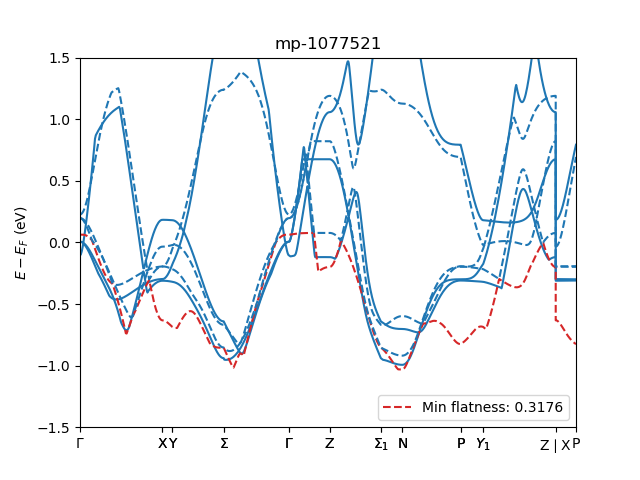 mp-1077521
E − E_F (eV)
1.5
1.0
0.5
0.0
−0.5
−1.0
−1.5
Min flatness: 0.3176
Γ X Y Σ Γ Z Σ₁ N P Y₁ Z | X P